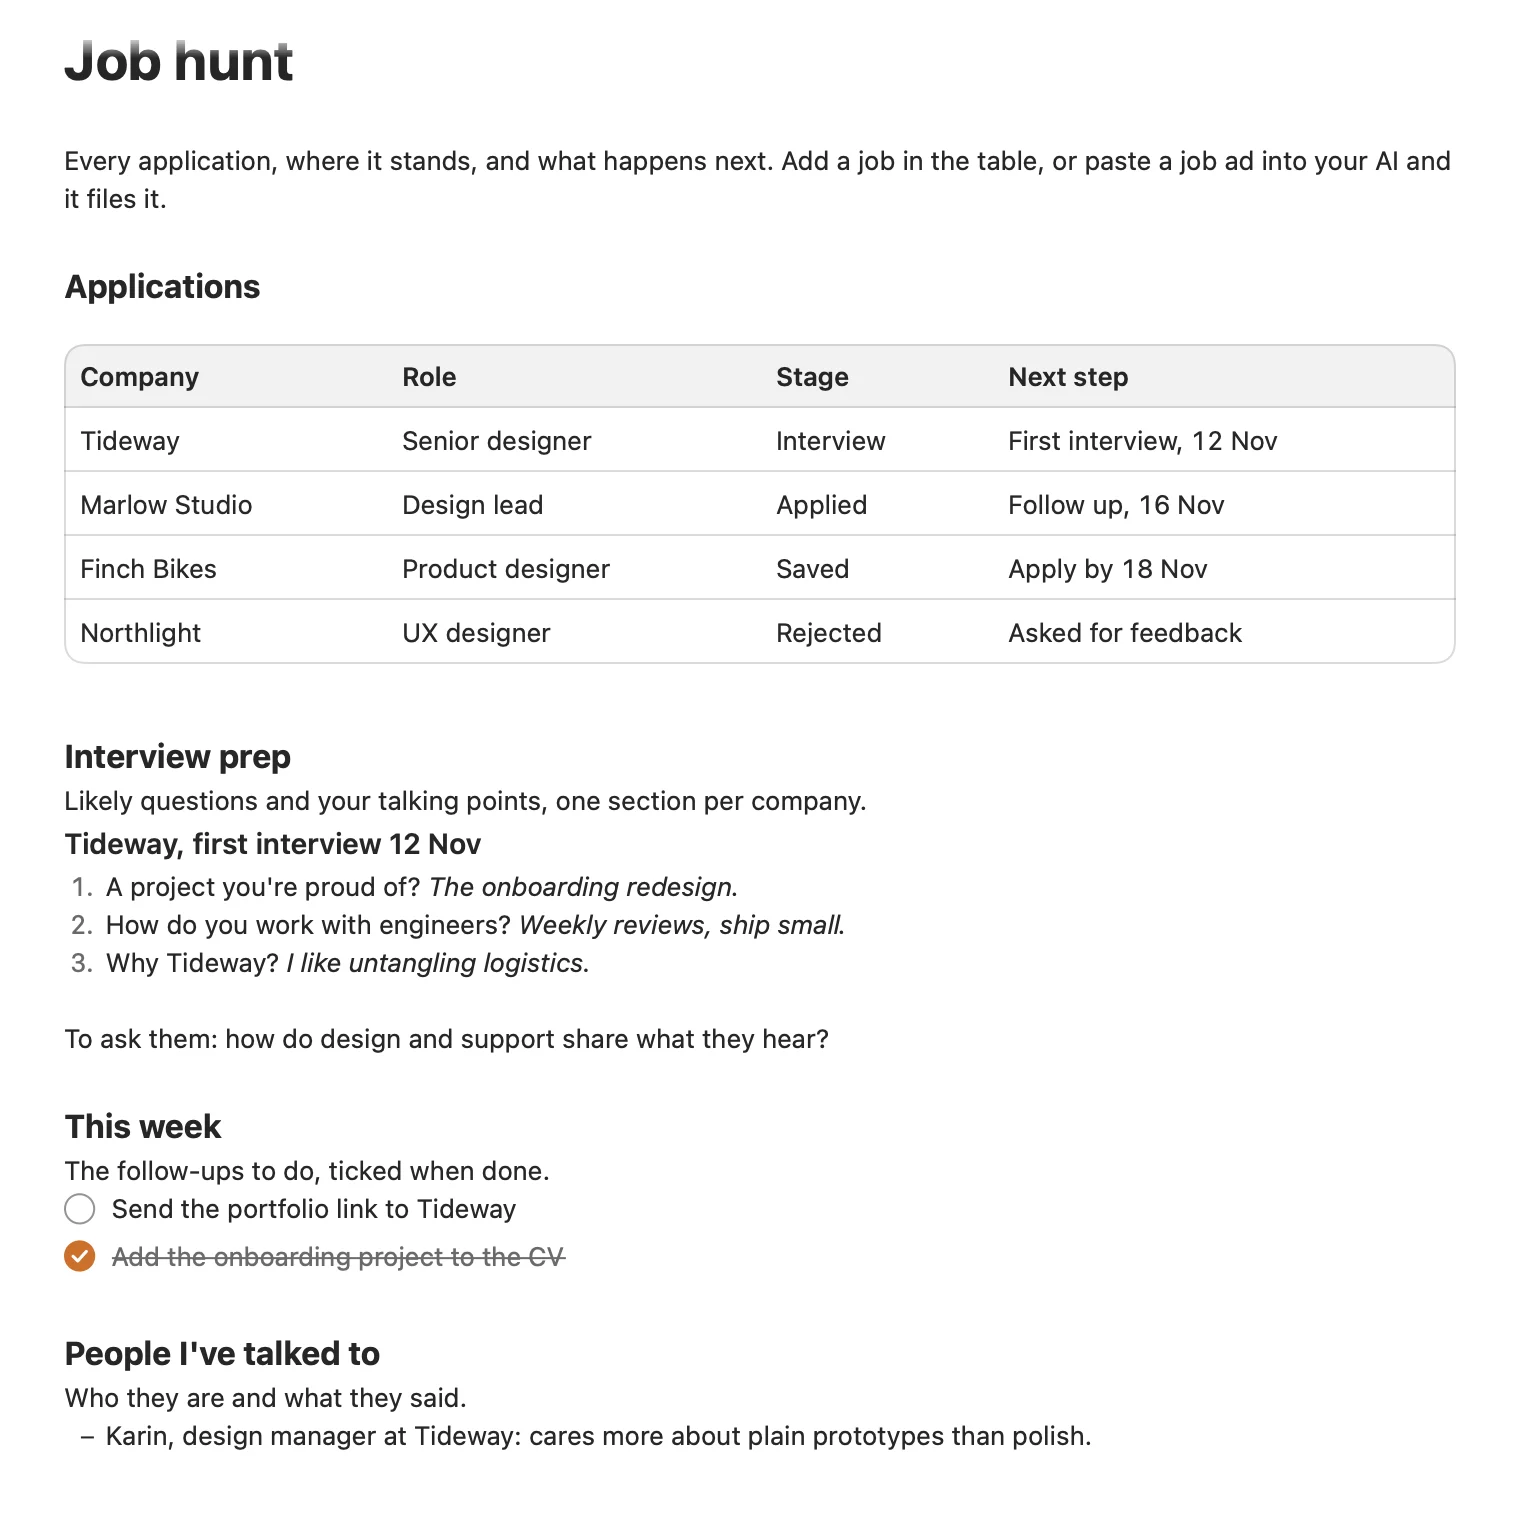 Job hunt
Every application, where it stands, and what happens next. Add a job in the table, or paste a job ad into your AI and
it files it.
Applications
Company Role Stage Next step
Tideway Senior designer Interview First interview, 12 Nov
Marlow Studio Design lead Applied Follow up, 16 Nov
Finch Bikes Product designer Saved Apply by 18 Nov
Northlight UX designer Rejected Asked for feedback
Interview prep
Likely questions and your talking points, one section per company.
Tideway, first interview 12 Nov
1. A project you're proud of? The onboarding redesign.
2. How do you work with engineers? Weekly reviews, ship small.
3. Why Tideway? I like untangling logistics.
To ask them: how do design and support share what they hear?
This week
The follow-ups to do, ticked when done.
Send the portfolio link to Tideway
Add the onboarding project to the CV
People I've talked to
Who they are and what they said.
– Karin, design manager at Tideway: cares more about plain prototypes than polish.